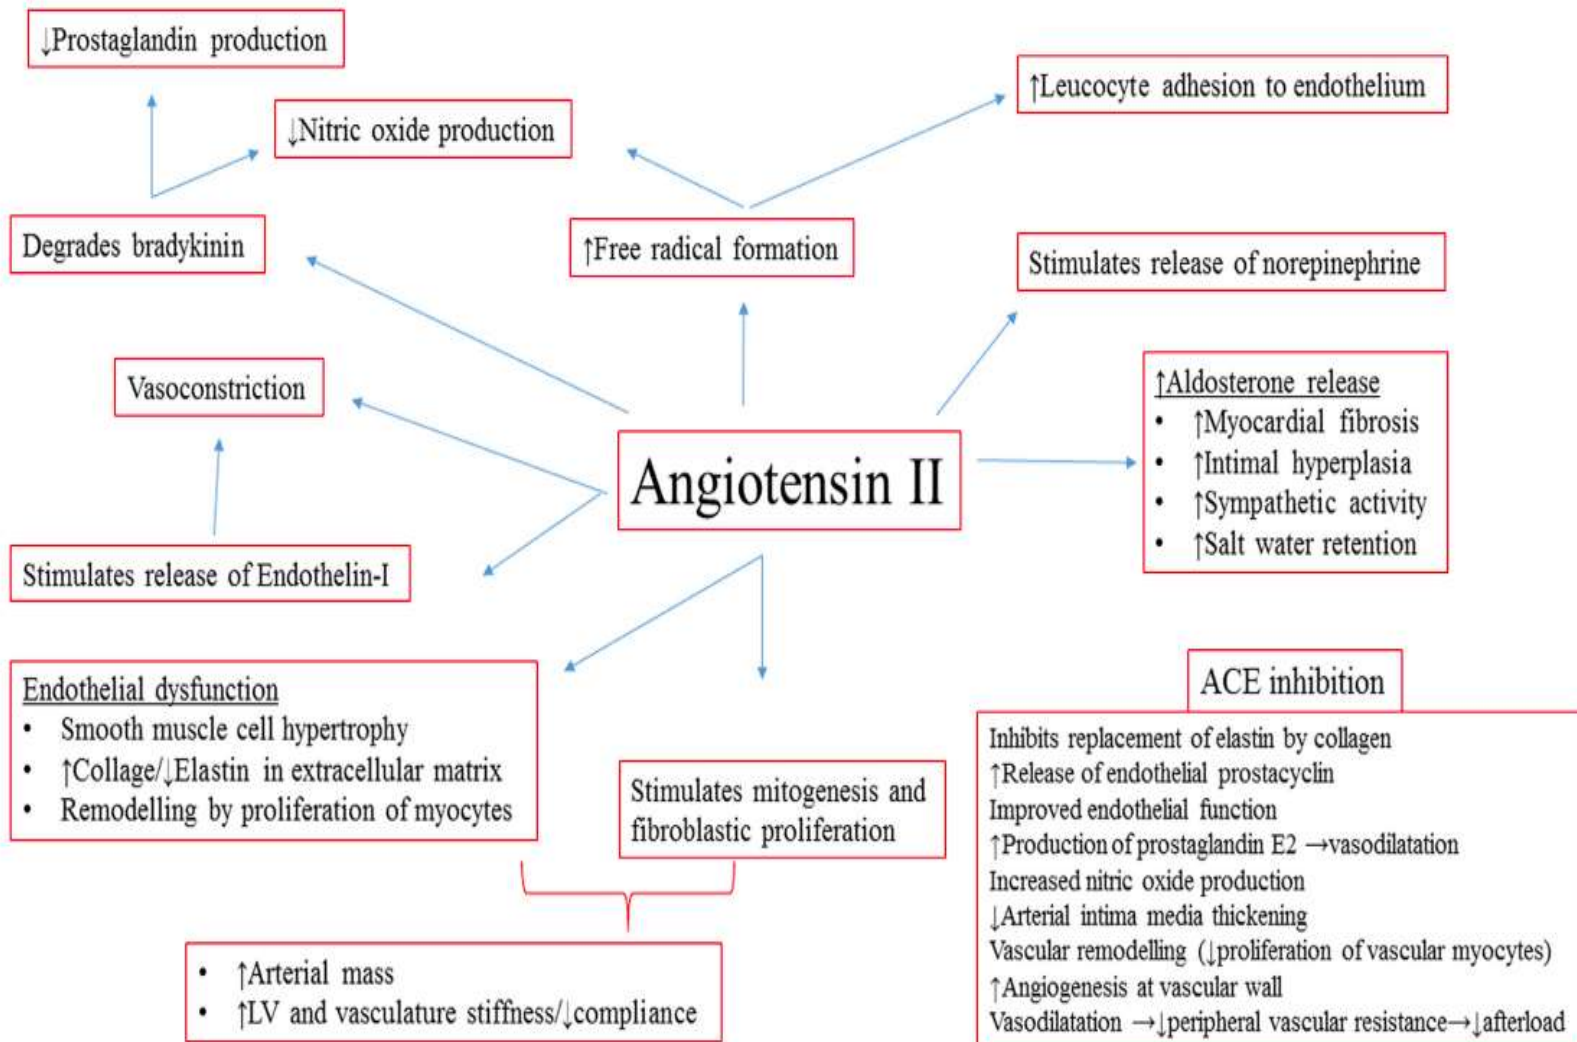 ↓Prostaglandin production
↑Leucocyte adhesion to endothelium
↓Nitric oxide production
Degrades bradykinin
↑Free radical formation
Stimulates release of norepinephrine
Vasoconstriction
↑Aldosterone release
• ↑Myocardial fibrosis
• ↑Intimal hyperplasia
• ↑Sympathetic activity
• ↑Salt water retention
Angiotensin II
Stimulates release of Endothelin-I
Endothelial dysfunction
• Smooth muscle cell hypertrophy
• ↑Collage/↓Elastin in extracellular matrix
• Remodelling by proliferation of myocytes
Stimulates mitogenesis and
fibroblastic proliferation
• ↑Arterial mass
• ↑LV and vasculature stiffness/↓compliance
ACE inhibition
Inhibits replacement of elastin by collagen
↑Release of endothelial prostacyclin
Improved endothelial function
↑Production of prostaglandin E2 →vasodilatation
Increased nitric oxide production
↓Arterial intima media thickening
Vascular remodelling (↓proliferation of vascular myocytes)
↑Angiogenesis at vascular wall
Vasodilatation →↓peripheral vascular resistance→↓afterload